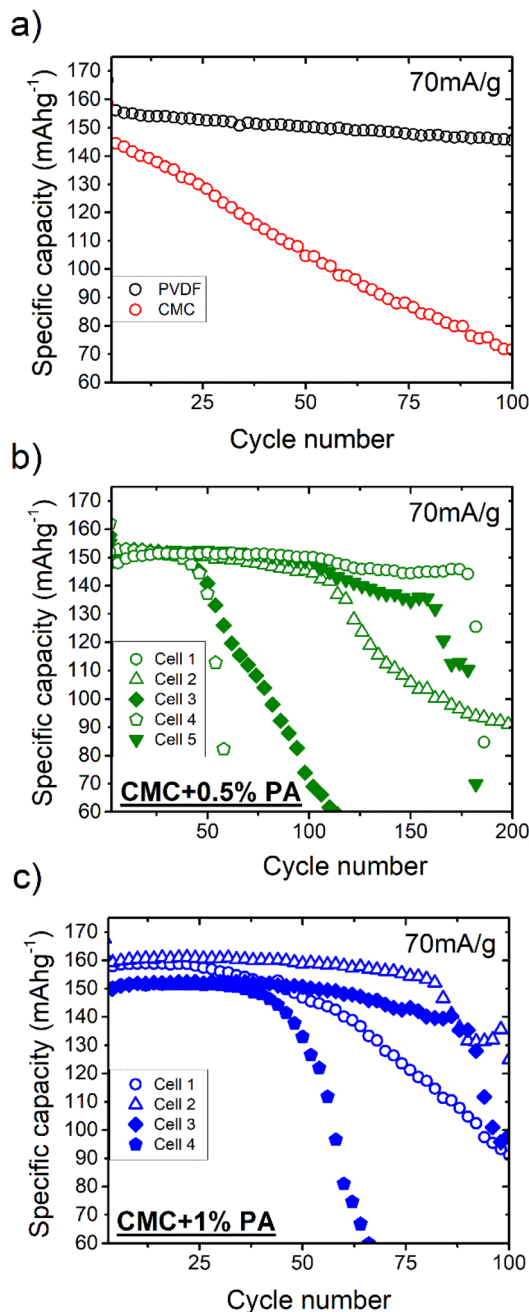 a)
170
160
150
140
130
120
110
100
90
80
70
60
Specific capacity (mAhg⁻¹)
70mA/g
PVDF
CMC
25
50
75
100
Cycle number
b)
170
160
150
140
130
120
110
100
90
80
70
60
Specific capacity (mAhg⁻¹)
70mA/g
Cell 1
Cell 2
Cell 3
Cell 4
Cell 5
CMC+0.5% PA
50
100
150
200
Cycle number
c)
170
160
150
140
130
120
110
100
90
80
70
60
Specific capacity (mAhg⁻¹)
70mA/g
Cell 1
Cell 2
Cell 3
Cell 4
CMC+1% PA
25
50
75
100
Cycle number